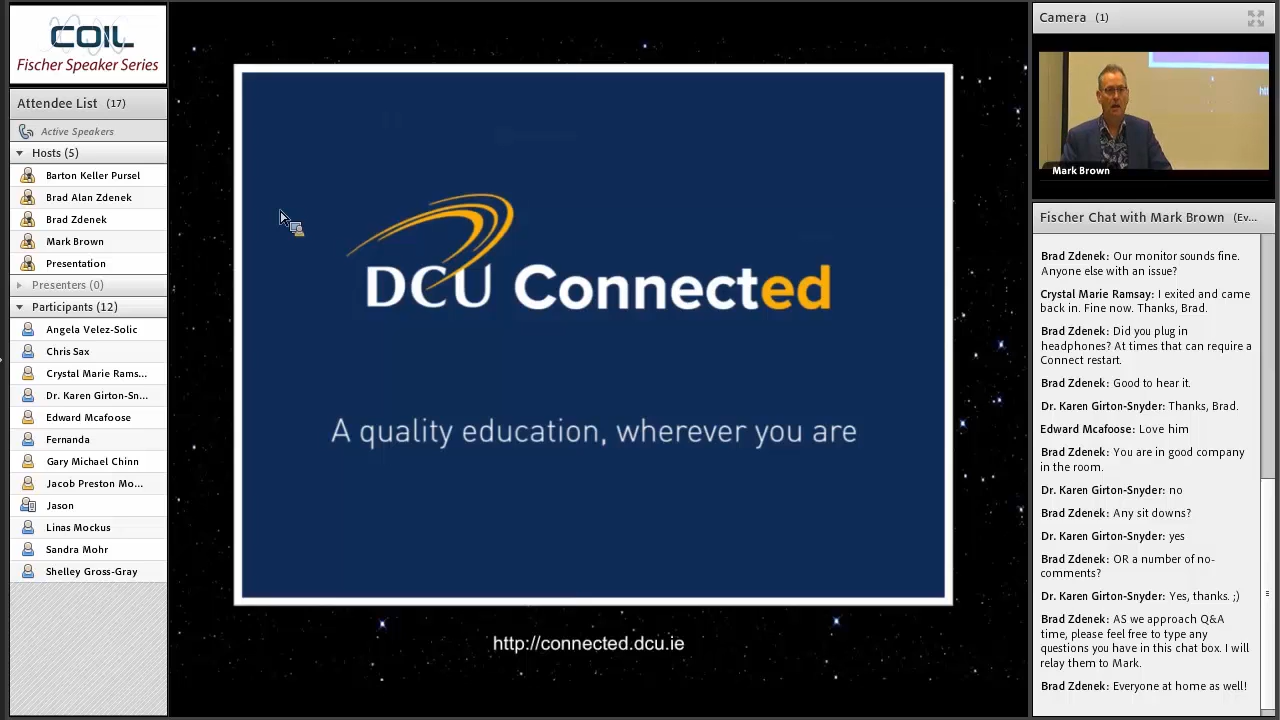 COIL
Fischer Speaker Series
Attendee List (17)
Active Speakers
Hosts (5)
Barton Keller Pursel
Brad Alan Zdenek
Brad Zdenek
Mark Brown
Presentation
Presenters (0)
Participants (12)
Angela Velez-Solic
Chris Sax
Crystal Marie Rams...
Dr. Karen Girton-Sn...
Edward Mcafoose
Fernanda
Gary Michael Chinn
Jacob Preston Mo...
Jason
Linas Mockus
Sandra Mohr
Shelley Gross-Gray
DCU Connected
A quality education, wherever you are
http://connected.dcu.ie
Camera (1)
Mark Brown
Fischer Chat with Mark Brown (Ev...
Brad Zdenek: Our monitor sounds fine.
Anyone else with an issue?
Crystal Marie Ramsay: I exited and came
back in. Fine now. Thanks, Brad.
Brad Zdenek: Did you plug in
headphones? At times that can require a
Connect restart.
Brad Zdenek: Good to hear it.
Dr. Karen Girton-Snyder: Thanks, Brad.
Edward Mcafoose: Love him
Brad Zdenek: You are in good company
in the room.
Dr. Karen Girton-Snyder: no
Brad Zdenek: Any sit downs?
Dr. Karen Girton-Snyder: yes
Brad Zdenek: OR a number of no-
comments?
Dr. Karen Girton-Snyder: Yes, thanks. ;)
Brad Zdenek: AS we approach Q&A
time, please feel free to type any
questions you have in this chat box. I will
relay them to Mark.
Brad Zdenek: Everyone at home as well!